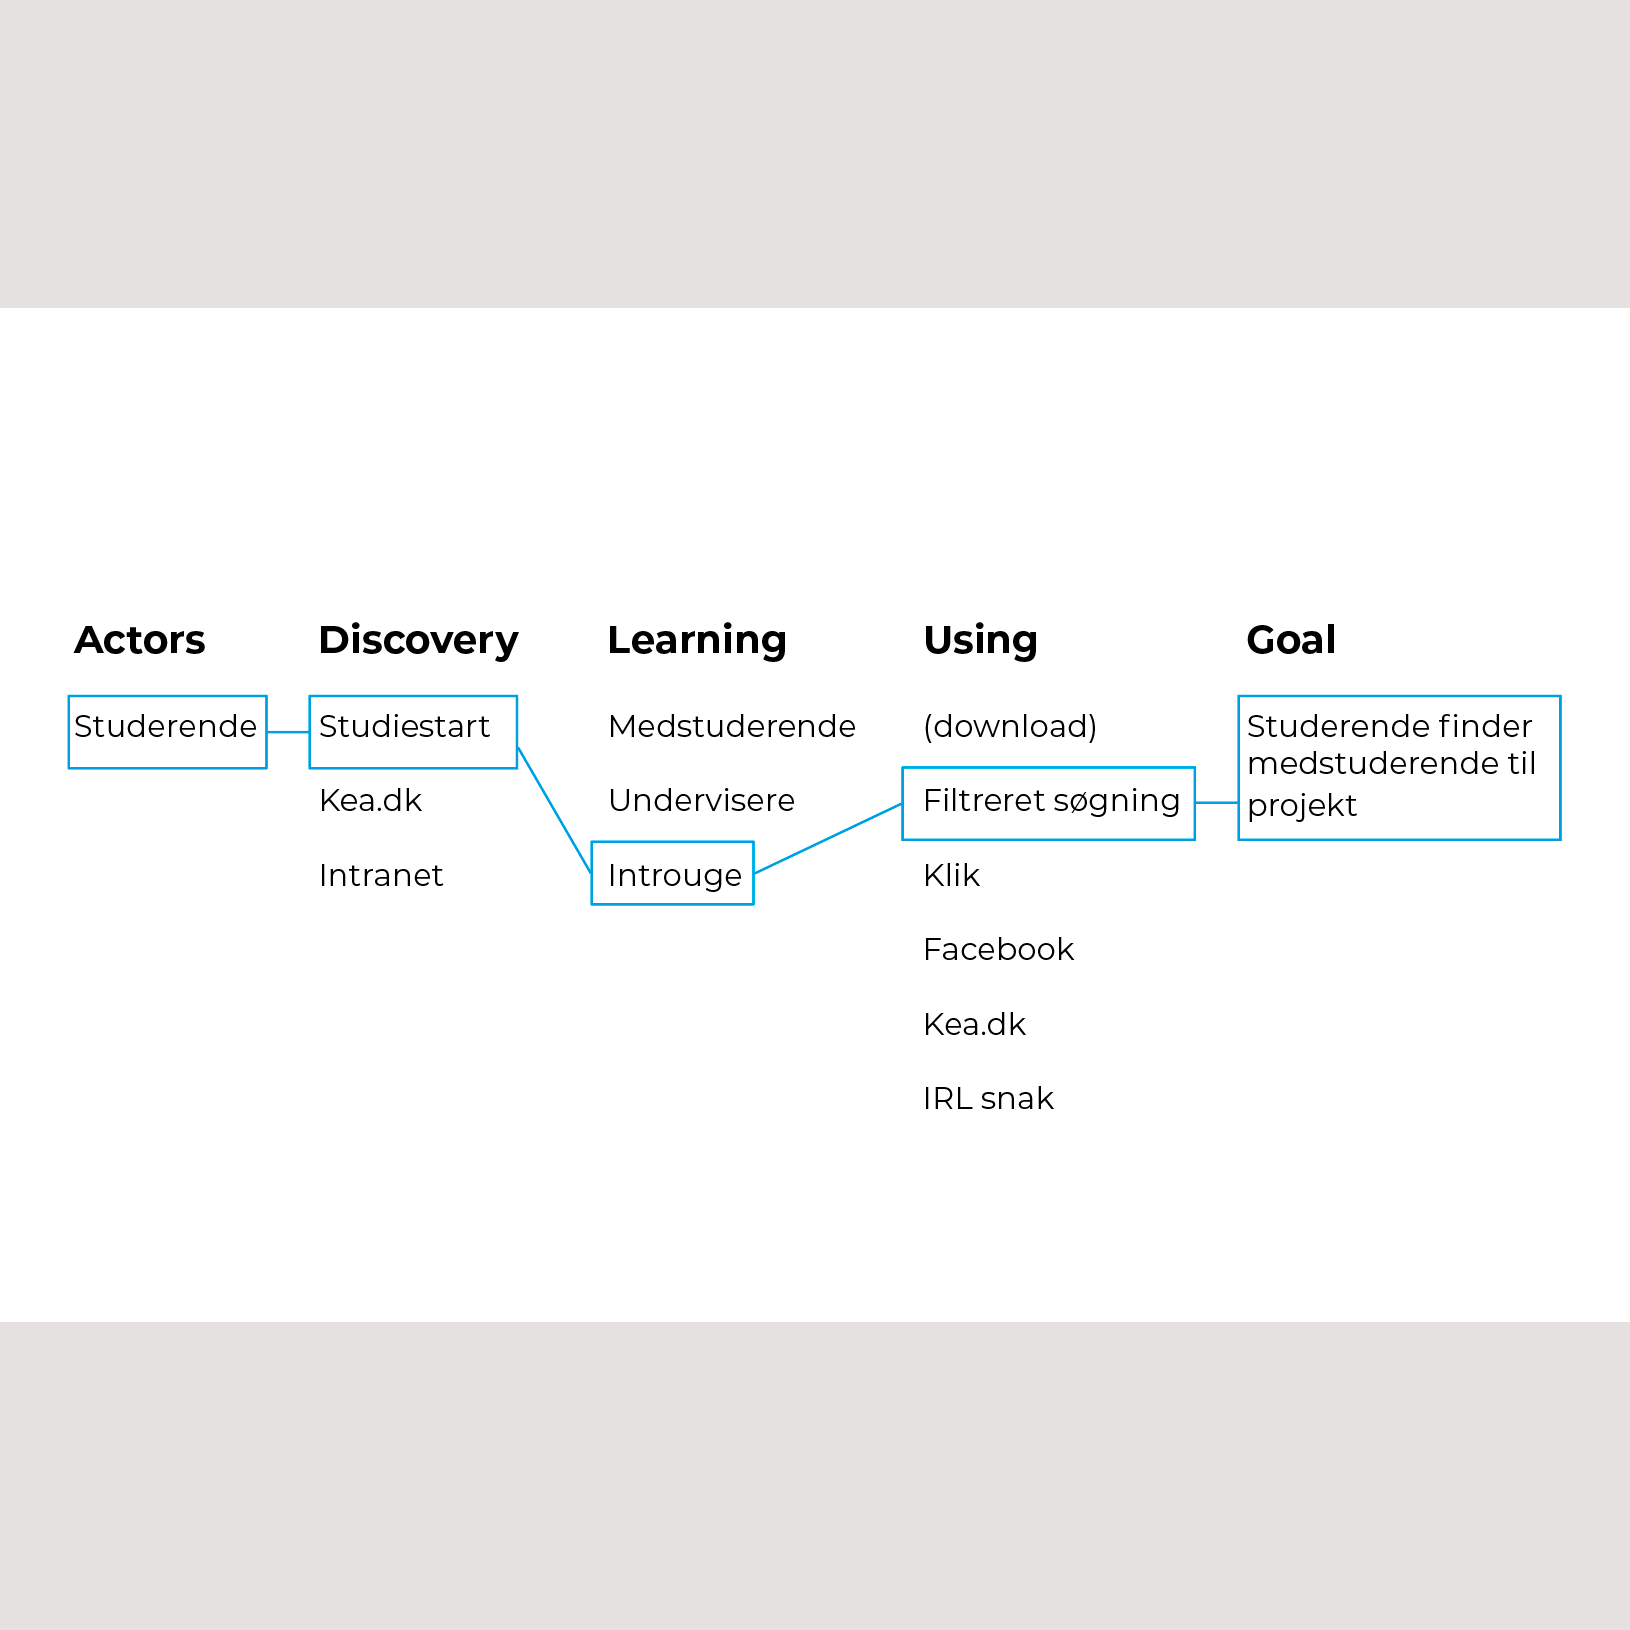 Actors
Studerende
Discovery
Studiestart
Kea.dk
Intranet
Learning
Medstuderende
Undervisere
Introuge
Using
(download)
Filtreret søgning
Klik
Facebook
Kea.dk
IRL snak
Goal
Studerende finder
medstuderende til
projekt